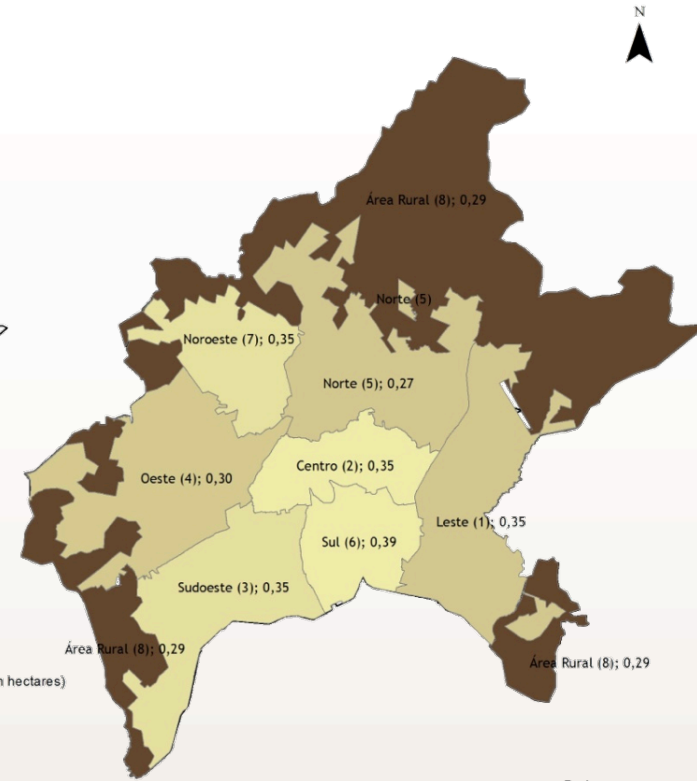 N
Área Rural (8); 0,29
Norte (5)
Noroeste (7); 0,35
Norte (5); 0,27
Centro (2); 0,35
Oeste (4); 0,30
Leste (1); 0,35
Sul (6); 0,39
Sudoeste (3); 0,35
Área Rural (8); 0,29
Área Rural (8); 0,29
hectares)